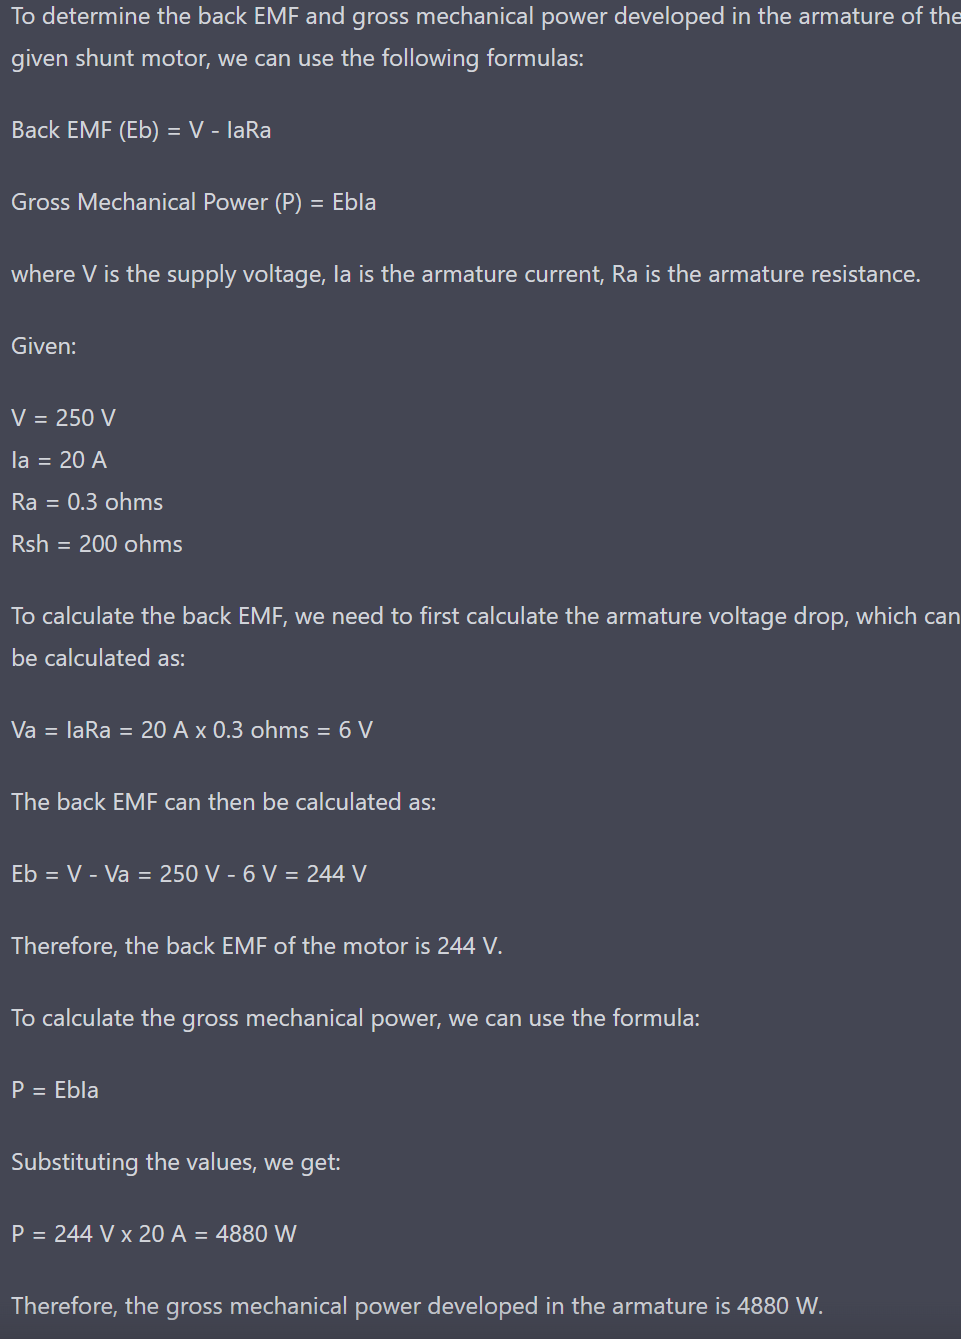 To determine the back EMF and gross mechanical power developed in the armature of the
given shunt motor, we can use the following formulas:
Back EMF (Eb) = V - IaRa
Gross Mechanical Power (P) = EbIa
where V is the supply voltage, Ia is the armature current, Ra is the armature resistance.
Given:
V = 250 V
Ia = 20 A
Ra = 0.3 ohms
Rsh = 200 ohms
To calculate the back EMF, we need to first calculate the armature voltage drop, which can
be calculated as:
Va = IaRa = 20 A x 0.3 ohms = 6 V
The back EMF can then be calculated as:
Eb = V - Va = 250 V - 6 V = 244 V
Therefore, the back EMF of the motor is 244 V.
To calculate the gross mechanical power, we can use the formula:
P = EbIa
Substituting the values, we get:
P = 244 V x 20 A = 4880 W
Therefore, the gross mechanical power developed in the armature is 4880 W.